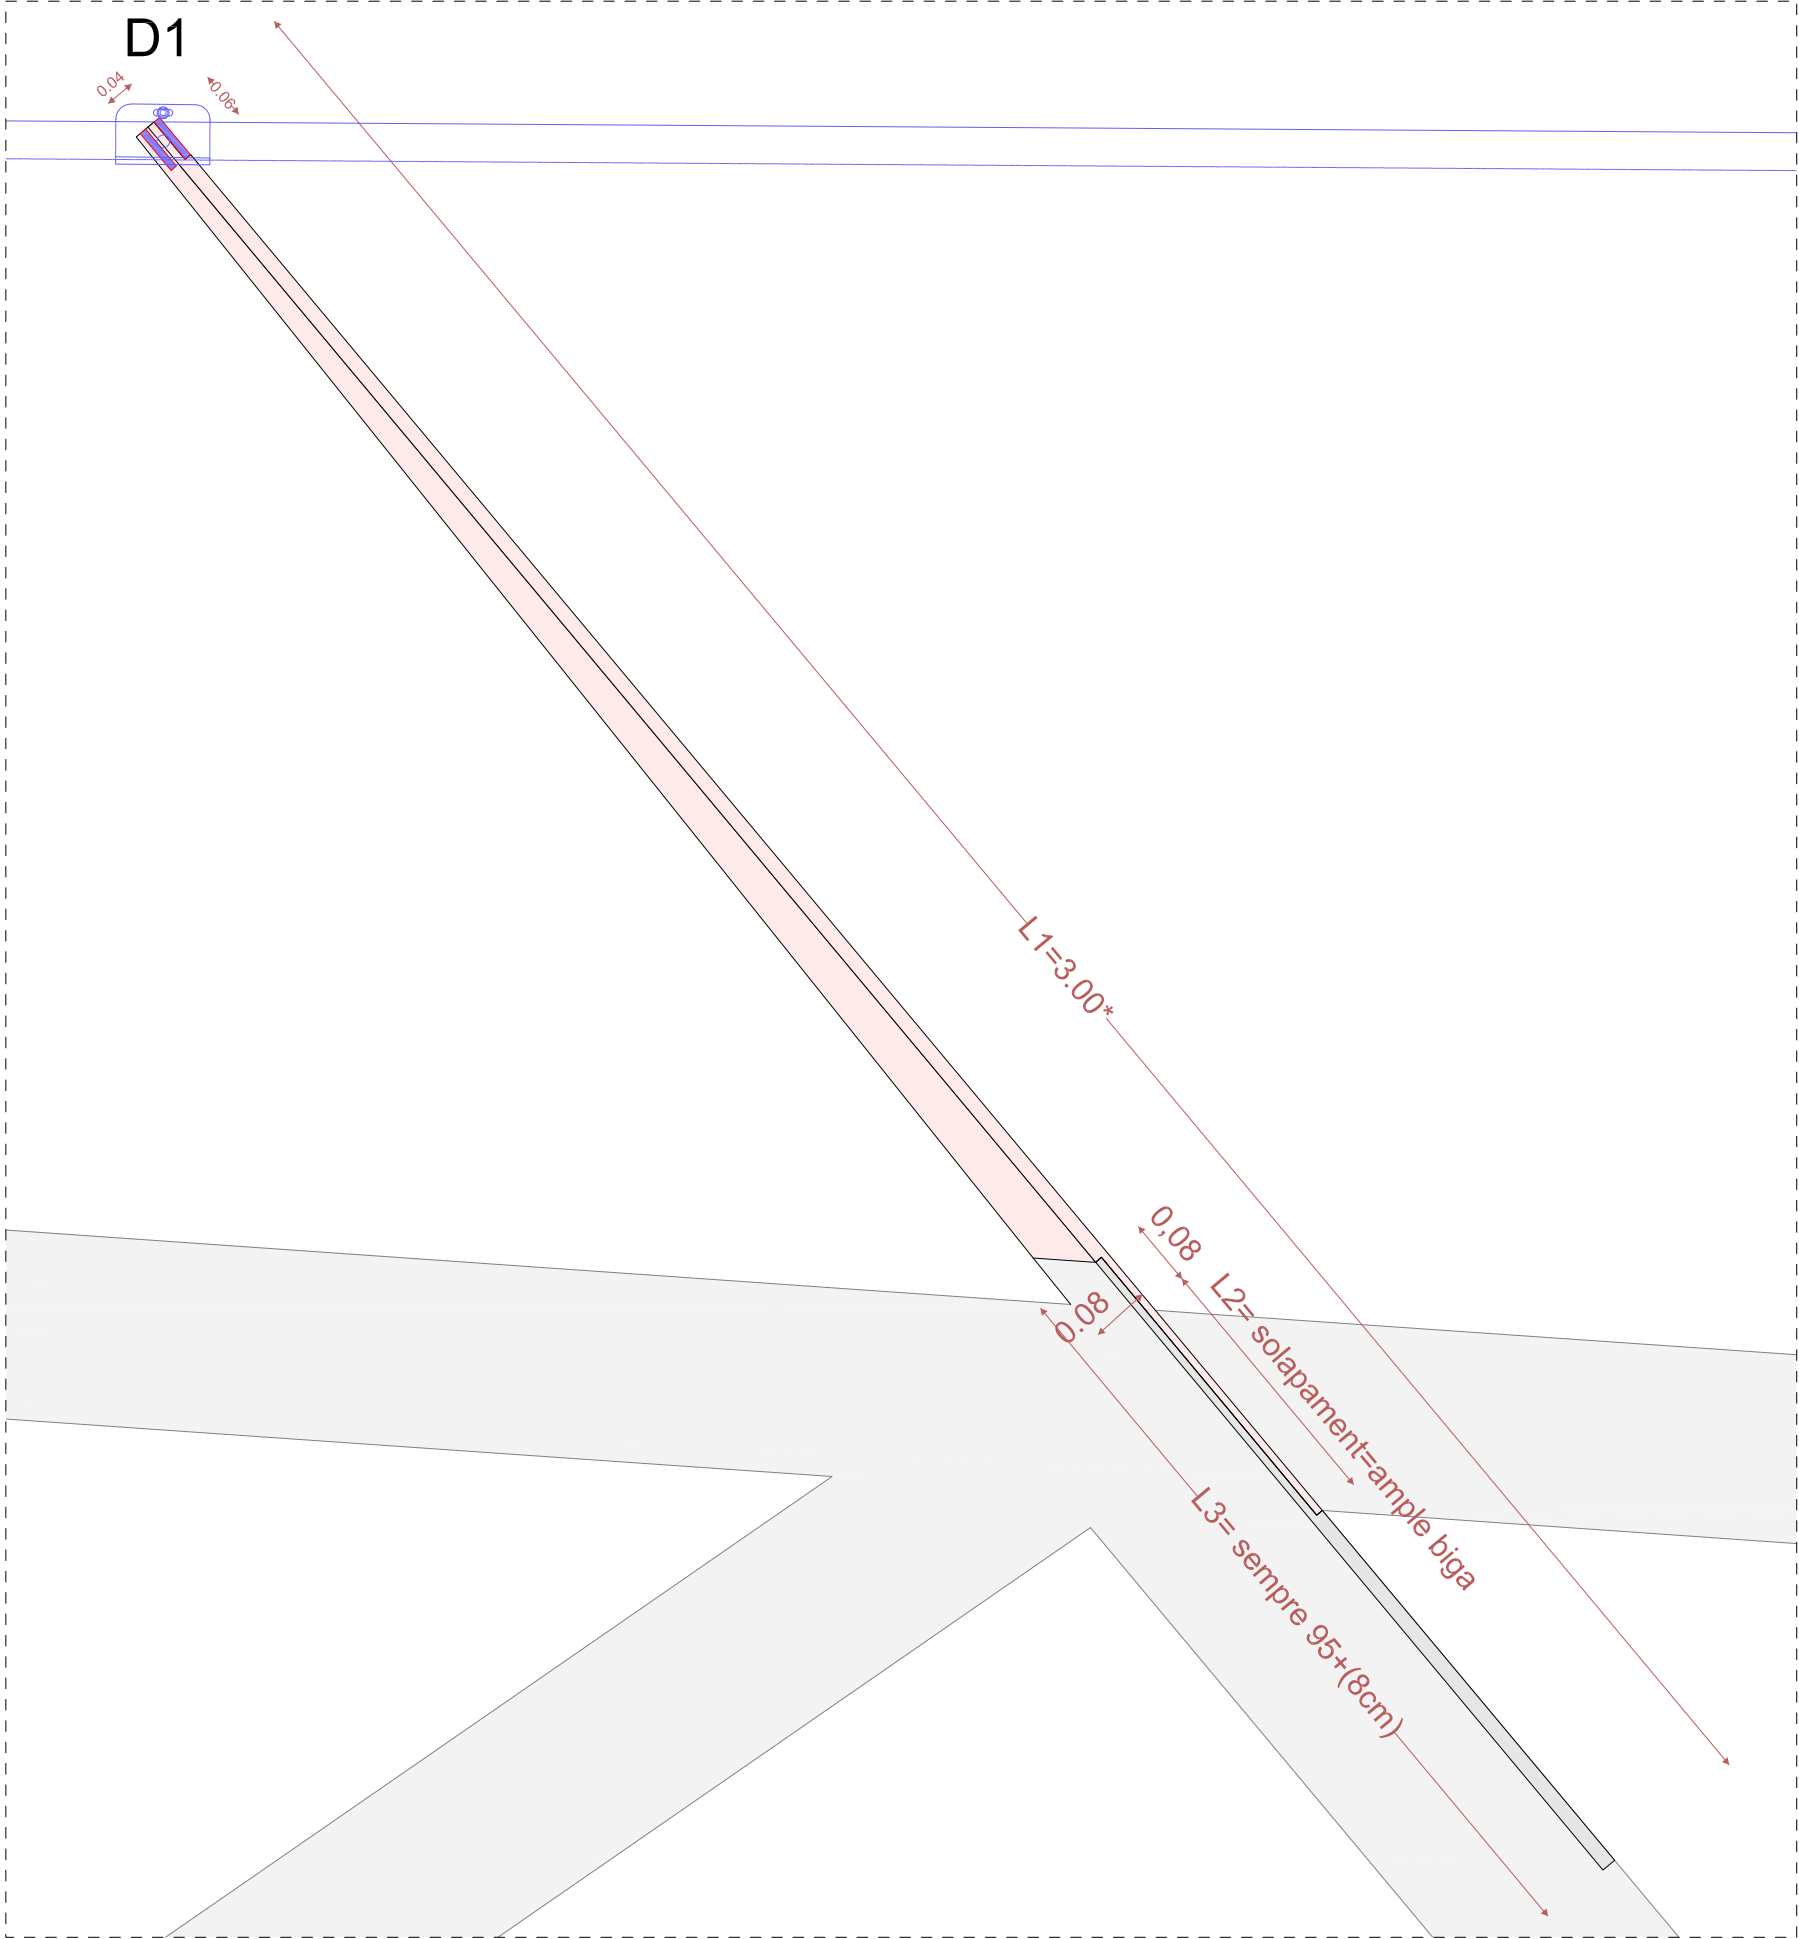 D1
0.04
0.06
L1=3.00*
0,08
L2= solapament=ample biga
0.08
L3= sempre 95+(8cm)